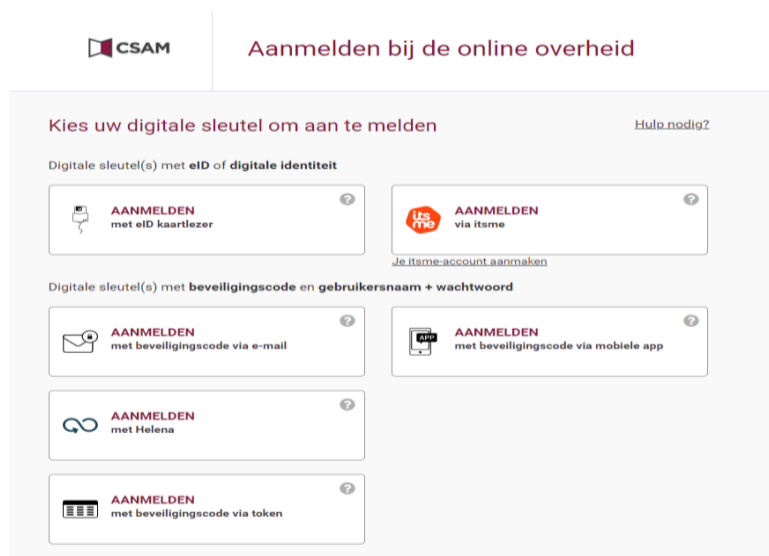 CSAM
Aanmelden bij de online overheid
Kies uw digitale sleutel om aan te melden
Hulp nodig?
Digitale sleutel(s) met eID of digitale identiteit
?
AANMELDEN
met eID kaartlezer
?
its
me
AANMELDEN
via itsme
Je itsme-account aanmaken
Digitale sleutel(s) met beveiligingscode en gebruikersnaam + wachtwoord
?
AANMELDEN
met beveiligingscode via e-mail
?
APP
AANMELDEN
met beveiligingscode via mobiele app
?
AANMELDEN
met Helena
?
AANMELDEN
met beveiligingscode via token